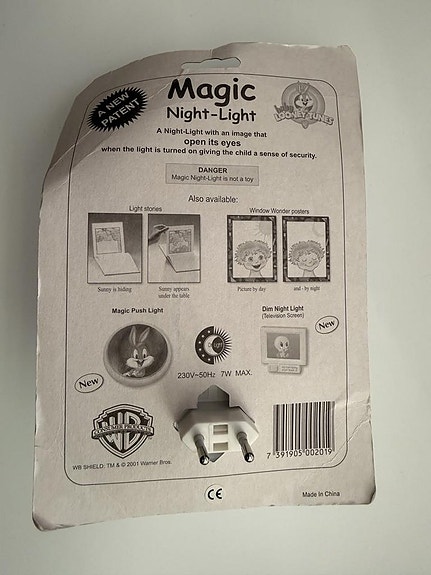 A NEW
PATENT
Magic
Night-Light
Baby
LOONEY TUNES
A Night-Light with an image that
open its eyes
when the light is turned on giving the child a sense of security.
DANGER
Magic Night-Light is not a toy
Also available:
Light stories
Window Wonder posters
Sunny is hiding
Sunny appears
under the table
Picture by day
and - by night
Magic Push Light
Dim Night Light
(Television Screen)
New
New
230V~50Hz 7W MAX.
WB
CONSUMER PRODUCTS
WB SHIELD: TM & © 2001 Warner Bros.
7 391905 002019
CE
Made In China